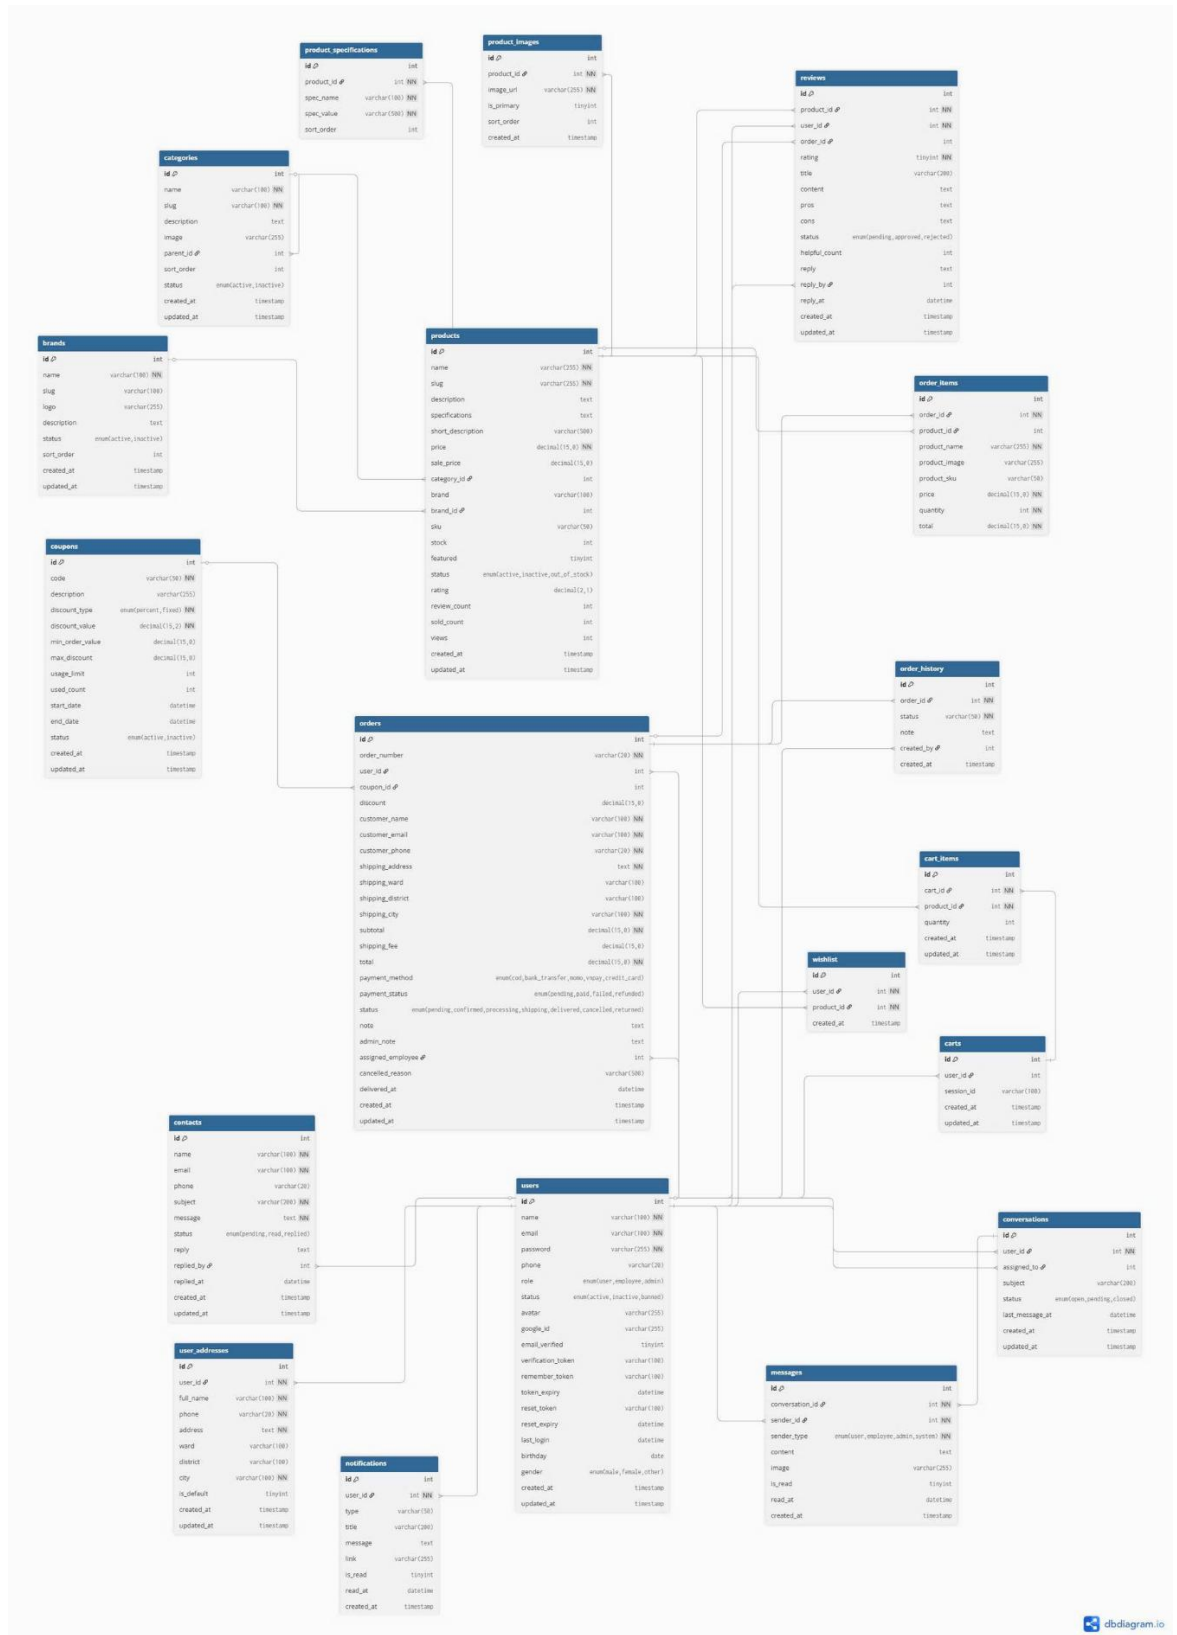 product_specifications
id int
product_id int NN
spec_name varchar(100) NN
spec_value varchar(500) NN
sort_order int
product_images
id int
product_id int NN
image_url varchar(255) NN
is_primary tinyint
sort_order int
created_at timestamp
reviews
id int
product_id int NN
user_id int NN
order_id int
rating tinyint NN
title varchar(200)
content text
pros text
cons text
status enum(pending,approved,rejected)
helpful_count int
reply text
reply_by int
reply_at datetime
created_at timestamp
updated_at timestamp
categories
id int
name varchar(100) NN
slug varchar(100) NN
description text
image varchar(255)
parent_id int
sort_order int
status enum(active,inactive)
created_at timestamp
updated_at timestamp
brands
id int
name varchar(100) NN
slug varchar(100)
logo varchar(255)
description text
status enum(active,inactive)
sort_order int
created_at timestamp
updated_at timestamp
products
id int
name varchar(255) NN
slug varchar(255) NN
description text
specifications text
short_description varchar(500)
price decimal(15,0) NN
sale_price decimal(15,0)
category_id int
brand varchar(100)
brand_id int
sku varchar(50)
stock int
featured tinyint
status enum(active,inactive,out_of_stock)
rating decimal(2,1)
review_count int
sold_count int
views int
created_at timestamp
updated_at timestamp
order_items
id int
order_id int NN
product_id int
product_name varchar(255) NN
product_image varchar(255)
product_sku varchar(50)
price decimal(15,0) NN
quantity int NN
total decimal(15,0) NN
coupons
id int
code varchar(50) NN
description varchar(255)
discount_type enum(percent,fixed) NN
discount_value decimal(15,2) NN
min_order_value decimal(15,0)
max_discount decimal(15,0)
usage_limit int
used_count int
start_date datetime
end_date datetime
status enum(active,inactive)
created_at timestamp
updated_at timestamp
order_history
id int
order_id int NN
status varchar(50) NN
note text
created_by int
created_at timestamp
orders
id int
order_number varchar(20) NN
user_id int
coupon_id int
discount decimal(15,0)
customer_name varchar(100) NN
customer_email varchar(100) NN
customer_phone varchar(20) NN
shipping_address text NN
shipping_ward varchar(100)
shipping_district varchar(100)
shipping_city varchar(100) NN
subtotal decimal(15,0) NN
shipping_fee decimal(15,0)
total decimal(15,0) NN
payment_method enum(cod,bank_transfer,momo,vnpay,credit_card)
payment_status enum(pending,paid,failed,refunded)
status enum(pending,confirmed,processing,shipping,delivered,cancelled,returned)
note text
admin_note text
assigned_employee int
cancelled_reason varchar(500)
delivered_at datetime
created_at timestamp
updated_at timestamp
cart_items
id int
cart_id int NN
product_id int NN
quantity int
created_at timestamp
updated_at timestamp
wishlist
id int
user_id int NN
product_id int NN
created_at timestamp
carts
id int
user_id int
session_id varchar(100)
created_at timestamp
updated_at timestamp
contacts
id int
name varchar(100) NN
email varchar(100) NN
phone varchar(20)
subject varchar(200) NN
message text NN
status enum(pending,read,replied)
reply text
replied_by int
replied_at datetime
created_at timestamp
updated_at timestamp
users
id int
name varchar(100) NN
email varchar(100) NN
password varchar(255) NN
phone varchar(20)
role enum(user,employee,admin)
status enum(active,inactive,banned)
avatar varchar(255)
google_id varchar(255)
email_verified tinyint
verification_token varchar(100)
remember_token varchar(100)
token_expiry datetime
reset_token varchar(100)
reset_expiry datetime
last_login datetime
birthday date
gender enum(male,female,other)
created_at timestamp
updated_at timestamp
conversations
id int
user_id int NN
assigned_to int
subject varchar(200)
status enum(open,pending,closed)
last_message_at datetime
created_at timestamp
updated_at timestamp
user_addresses
id int
user_id int NN
full_name varchar(100) NN
phone varchar(20) NN
address text NN
ward varchar(100)
district varchar(100)
city varchar(100) NN
is_default tinyint
created_at timestamp
updated_at timestamp
messages
id int
conversation_id int NN
sender_id int NN
sender_type enum(user,employee,admin,system) NN
content text
image varchar(255)
is_read tinyint
read_at datetime
created_at timestamp
notifications
id int
user_id int NN
type varchar(50)
title varchar(200)
message text
link varchar(255)
is_read tinyint
read_at datetime
created_at timestamp
dbdiagram.io